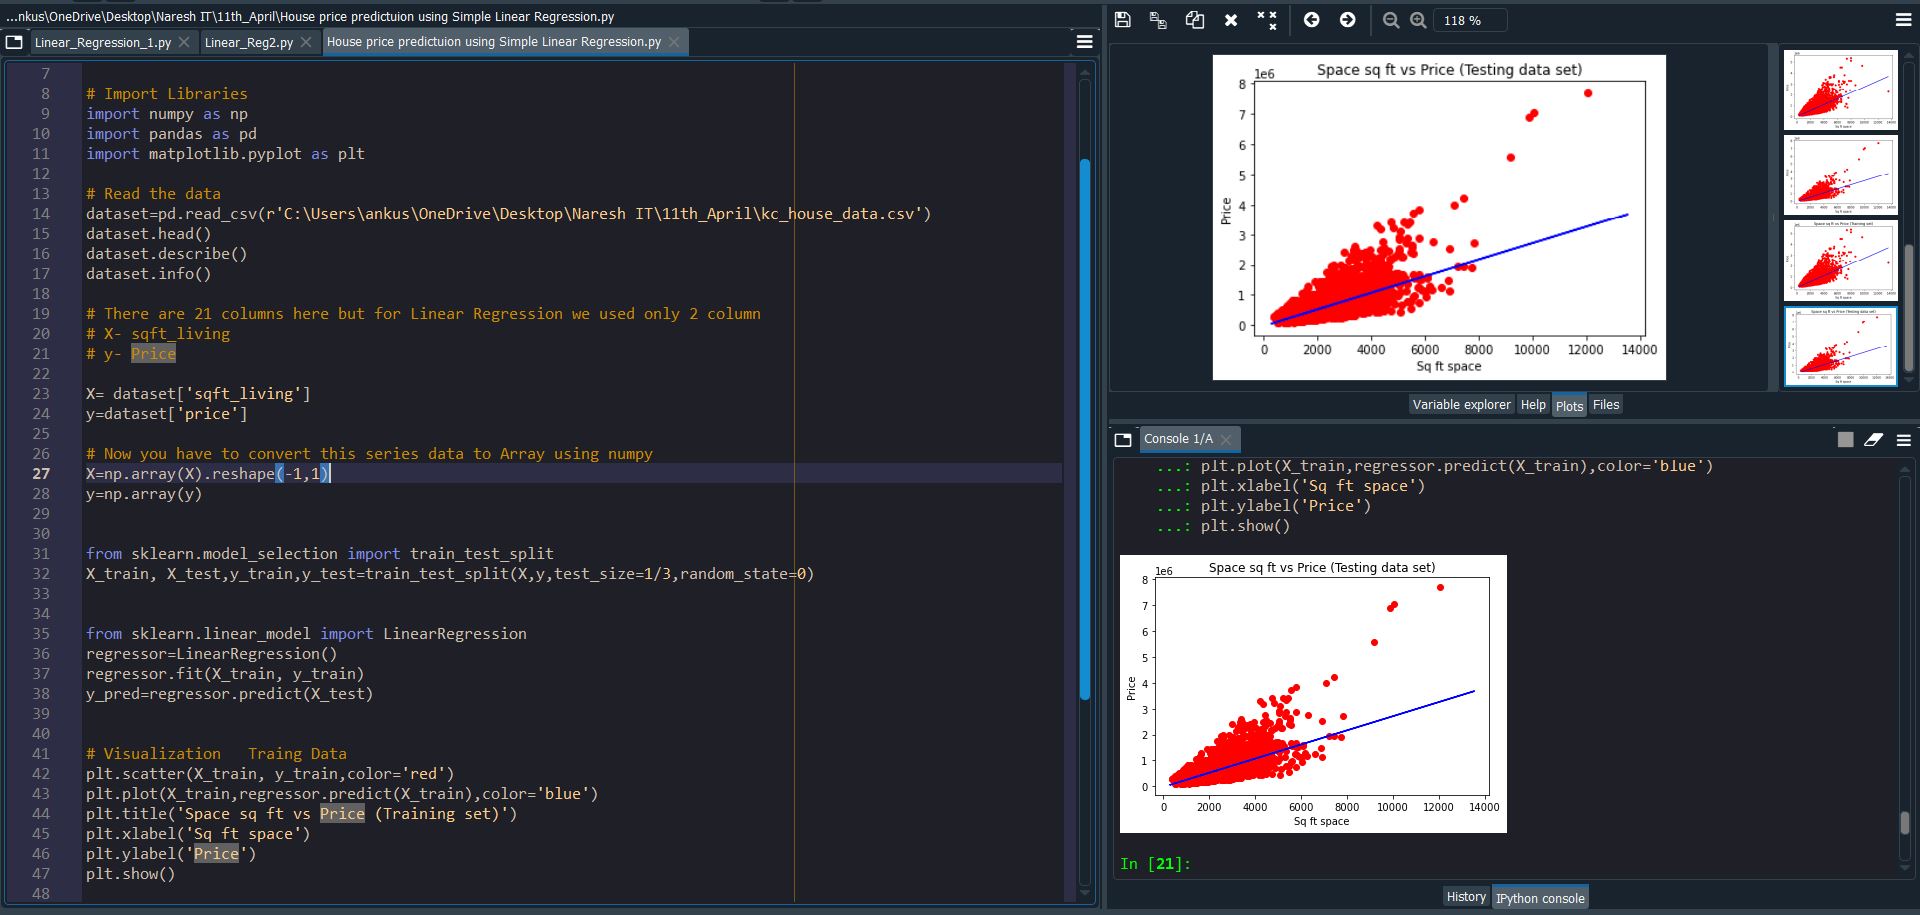 ...nkus\OneDrive\Desktop\Naresh IT\11th_April\House price predictuion using Simple Linear Regression.py
Linear_Regression_1.py
Linear_Reg2.py
House price predictuion using Simple Linear Regression.py
7
8 # Import Libraries
9 import numpy as np
10 import pandas as pd
11 import matplotlib.pyplot as plt
12
13 # Read the data
14 dataset=pd.read_csv(r'C:\Users\ankus\OneDrive\Desktop\Naresh IT\11th_April\kc_house_data.csv')
15 dataset.head()
16 dataset.describe()
17 dataset.info()
18
19 # There are 21 columns here but for Linear Regression we used only 2 column
20 # X- sqft_living
21 # y- Price
22
23 X= dataset['sqft_living']
24 y=dataset['price']
25
26 # Now you have to convert this series data to Array using numpy
27 X=np.array(X).reshape(-1,1)
28 y=np.array(y)
29
30
31 from sklearn.model_selection import train_test_split
32 X_train, X_test,y_train,y_test=train_test_split(X,y,test_size=1/3,random_state=0)
33
34
35 from sklearn.linear_model import LinearRegression
36 regressor=LinearRegression()
37 regressor.fit(X_train, y_train)
38 y_pred=regressor.predict(X_test)
39
40
41 # Visualization   Traing Data
42 plt.scatter(X_train, y_train,color='red')
43 plt.plot(X_train,regressor.predict(X_train),color='blue')
44 plt.title('Space sq ft vs Price (Training set)')
45 plt.xlabel('Sq ft space')
46 plt.ylabel('Price')
47 plt.show()
48
118 %
Space sq ft vs Price (Testing data set)
1e6
8
7
6
5
4
3
2
1
0
Price
0 2000 4000 6000 8000 10000 12000 14000
Sq ft space
Variable explorer Help Plots Files
Console 1/A
...: plt.plot(X_train,regressor.predict(X_train),color='blue')
...: plt.xlabel('Sq ft space')
...: plt.ylabel('Price')
...: plt.show()
Space sq ft vs Price (Testing data set)
1e6
8
7
6
5
4
3
2
1
0
Price
0 2000 4000 6000 8000 10000 12000 14000
Sq ft space
In [21]:
History IPython console